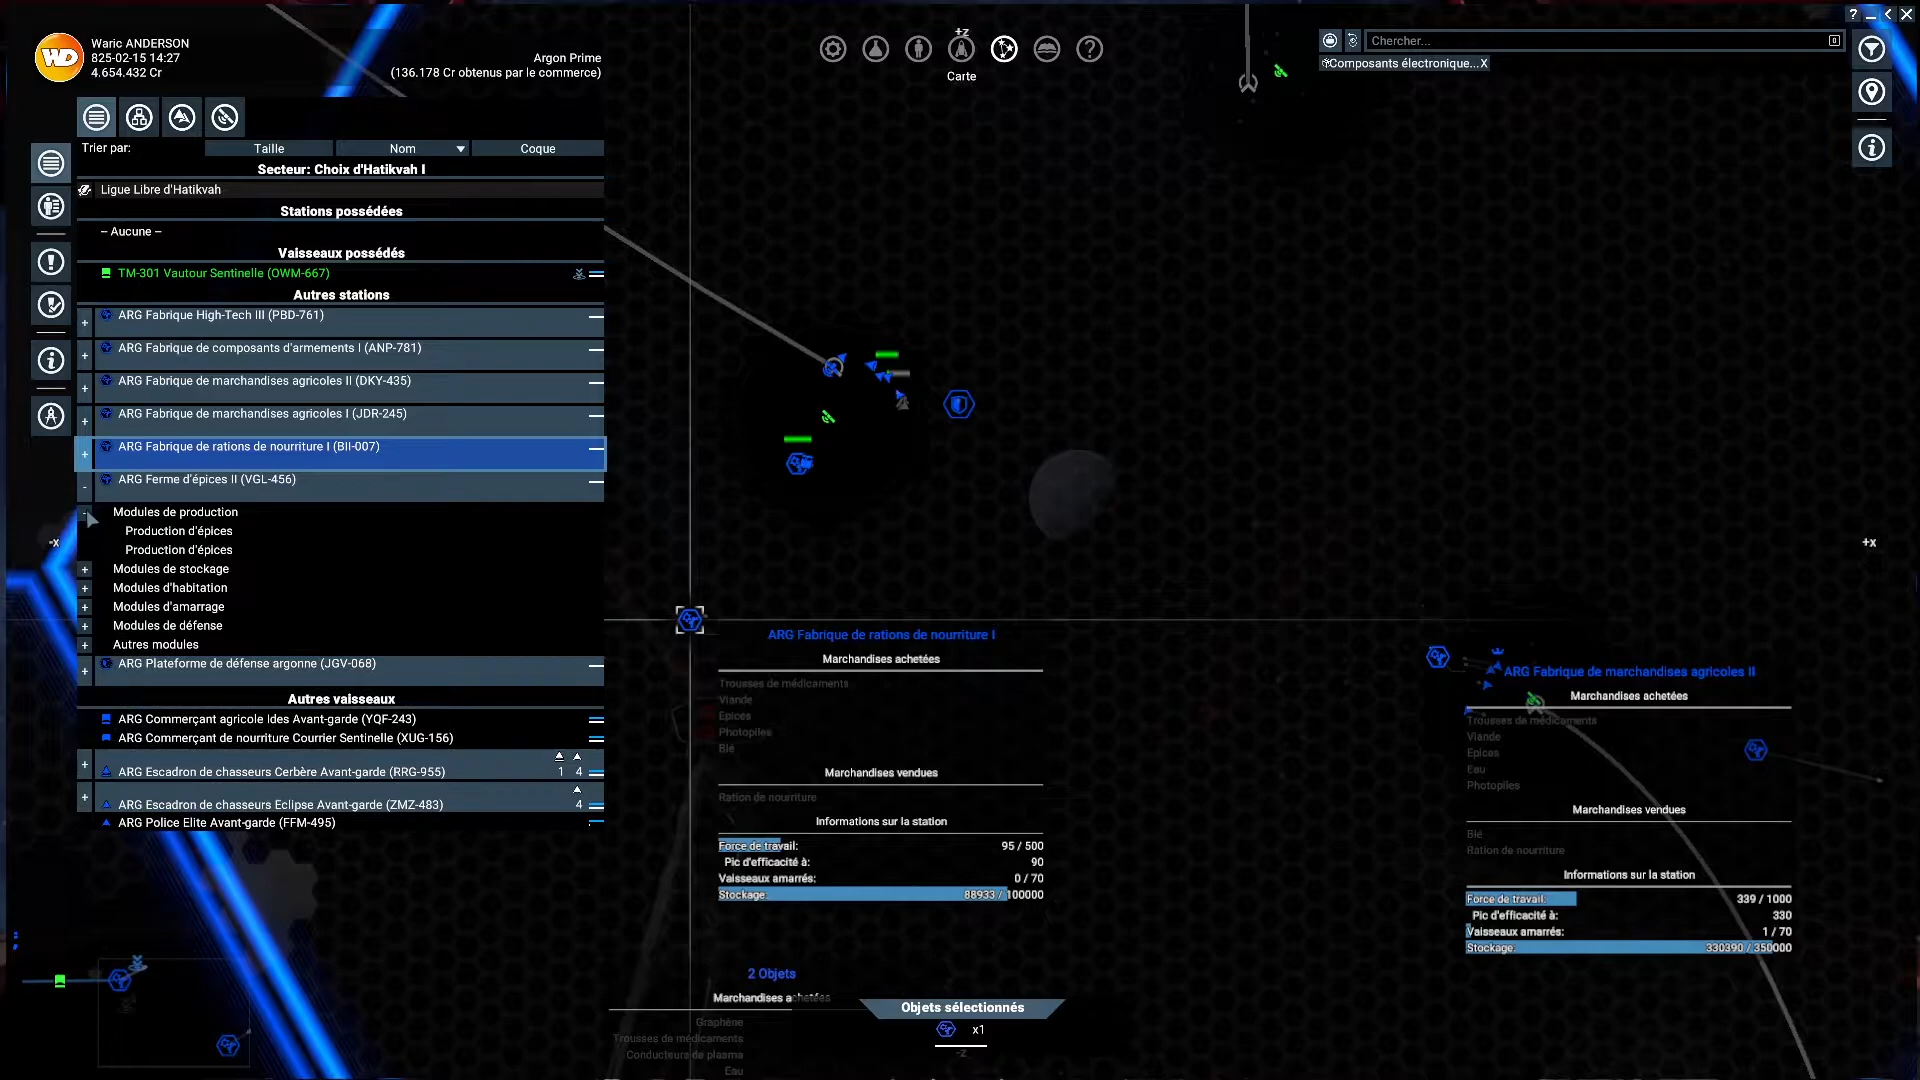 WD
Waric ANDERSON
825-02-15 14:27
4.654.432 Cr
Argon Prime
(136.178 Cr obtenus par le commerce)
+z
Carte
Chercher...
Composants électronique...X
Trier par:
Taille
Nom
Coque
Secteur: Choix d'Hatikvah I
Ligue Libre d'Hatikvah
Stations possédées
– Aucune –
Vaisseaux possédés
TM-301 Vautour Sentinelle (OWM-667)
Autres stations
ARG Fabrique High-Tech III (PBD-761)
ARG Fabrique de composants d'armements I (ANP-781)
ARG Fabrique de marchandises agricoles II (DKY-435)
ARG Fabrique de marchandises agricoles I (JDR-245)
ARG Fabrique de rations de nourriture I (BII-007)
ARG Ferme d'épices II (VGL-456)
Modules de production
Production d'épices
Production d'épices
Modules de stockage
Modules d'habitation
Modules d'amarrage
Modules de défense
Autres modules
ARG Plateforme de défense argonne (JGV-068)
Autres vaisseaux
ARG Commerçant agricole Ides Avant-garde (YQF-243)
ARG Commerçant de nourriture Courrier Sentinelle (XUG-156)
ARG Escadron de chasseurs Cerbère Avant-garde (RRG-955)
1 4
ARG Escadron de chasseurs Eclipse Avant-garde (ZMZ-483)
4
ARG Police Elite Avant-garde (FFM-495)
-x
+x
ARG Fabrique de rations de nourriture I
Marchandises achetées
Trousses de médicaments
Viande
Epices
Photopiles
Blé
Marchandises vendues
Ration de nourriture
Informations sur la station
Force de travail: 95 / 500
Pic d'efficacité à: 90
Vaisseaux amarrés: 0 / 70
Stockage: 88933 / 100000
ARG Fabrique de marchandises agricoles II
Marchandises achetées
Trousses de médicaments
Viande
Epices
Eau
Photopiles
Marchandises vendues
Blé
Ration de nourriture
Informations sur la station
Force de travail: 339 / 1000
Pic d'efficacité à: 330
Vaisseaux amarrés: 1 / 70
Stockage: 330390 / 350000
2 Objets
Marchandises achetées
Graphène
Trousses de médicaments
Conducteurs de plasma
Eau
Objets sélectionnés
x1
-z